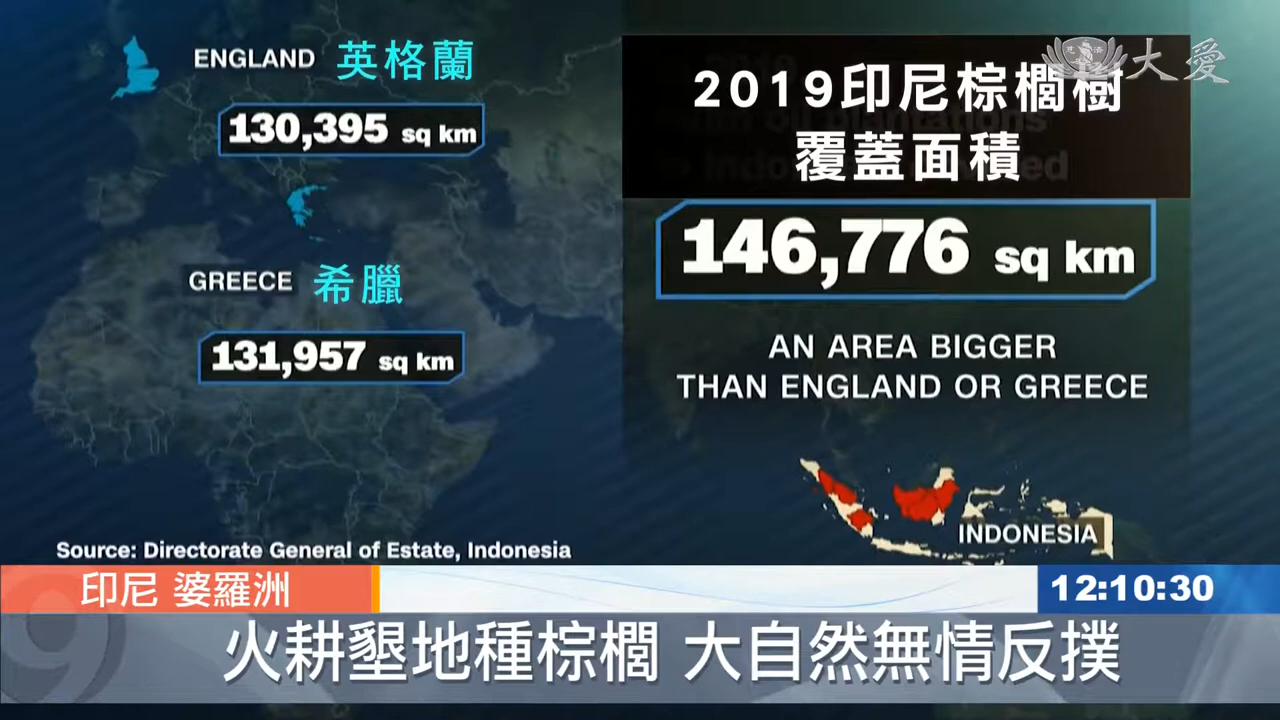 ENGLAND 英格蘭
130,395 sq km
GREECE 希臘
131,957 sq km
大愛
2019印尼棕櫚樹
覆蓋面積
146,776 sq km
AN AREA BIGGER
THAN ENGLAND OR GREECE
INDONESIA
Source: Directorate General of Estate, Indonesia
印尼 婆羅洲
12:10:30
火耕墾地種棕櫚 大自然無情反撲